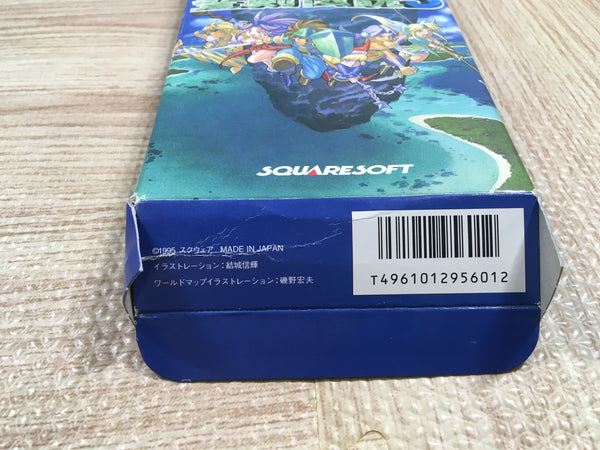 SQUARESOFT
©1995 スクウェア MADE IN JAPAN
イラストレーション:結城信輝
ワールドマップイラストレーション:磯野宏夫
T4961012956012